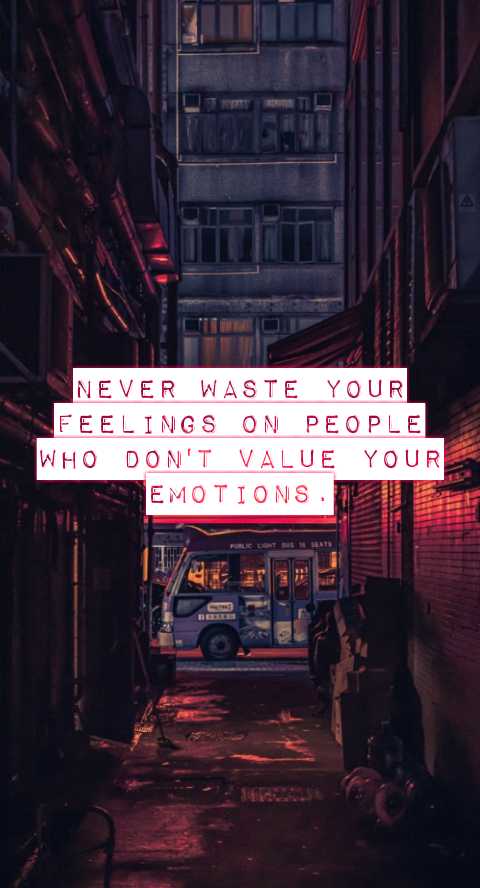 NEVER WASTE YOUR
FEELINGS ON PEOPLE
WHO DON'T VALUE YOUR
EMOTIONS.
PUBLIC LIGHT BUS 16 SEATS